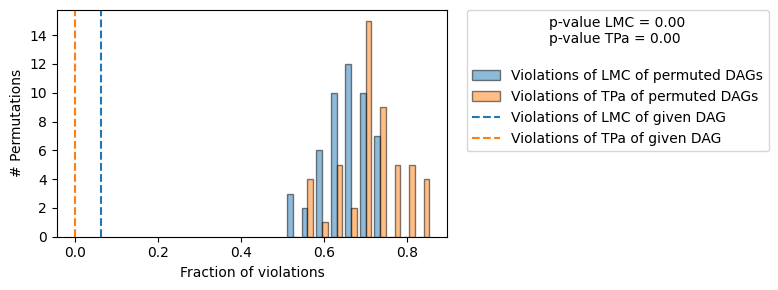 14
12
10
8
6
4
2
0
# Permutations
0.0 0.2 0.4 0.6 0.8
Fraction of violations
p-value LMC = 0.00
p-value TPa = 0.00
Violations of LMC of permuted DAGs
Violations of TPa of permuted DAGs
Violations of LMC of given DAG
Violations of TPa of given DAG